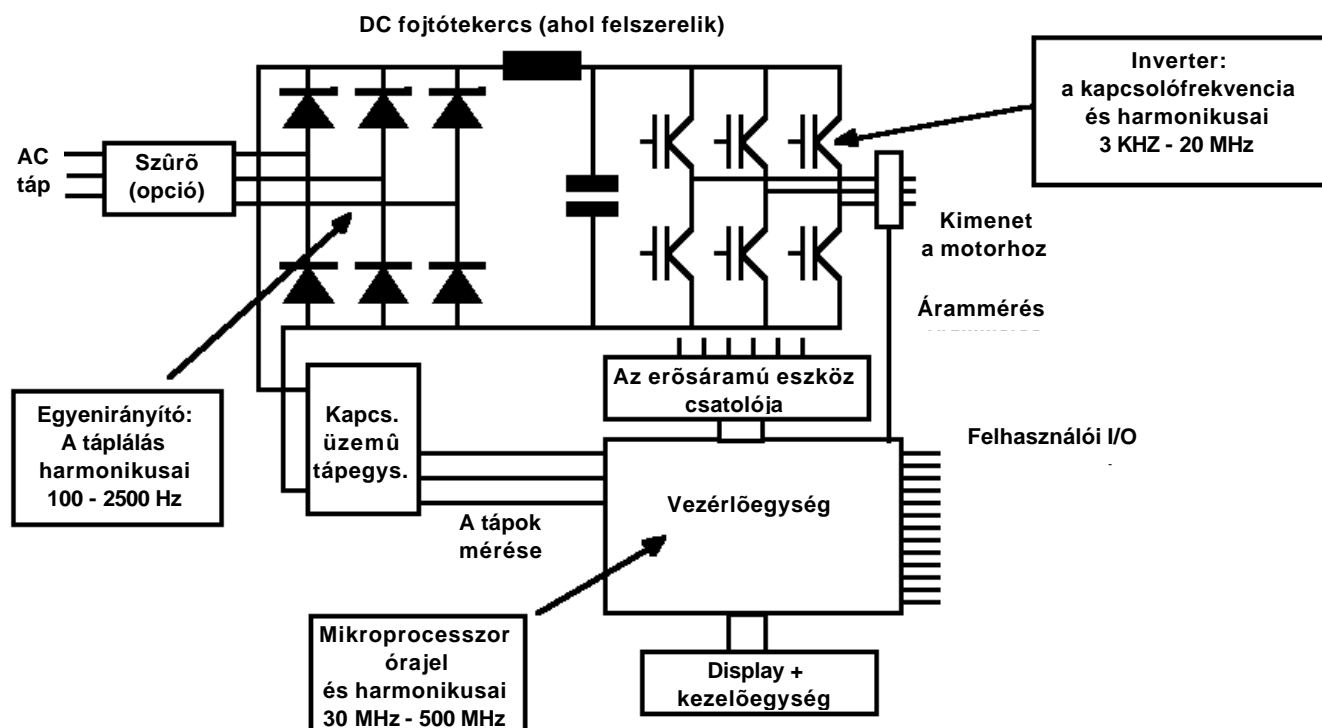 DC fojtótekercs (ahol felszerelik)
Inverter:
a kapcsolófrekvencia
és harmonikusai
3 KHZ - 20 MHz
AC
táp
Szûrõ
(opció)
Kimenet
a motorhoz
Árammérés
Az erõsáramú eszköz
csatolója
Egyenirányító:
A táplálás
harmonikusai
100 - 2500 Hz
Kapcs.
üzemû
tápegys.
Felhasználói I/O
Vezérlõegység
A tápok
mérése
Mikroprocesszor
órajel
és harmonikusai
30 MHz - 500 MHz
Display +
kezelõegység